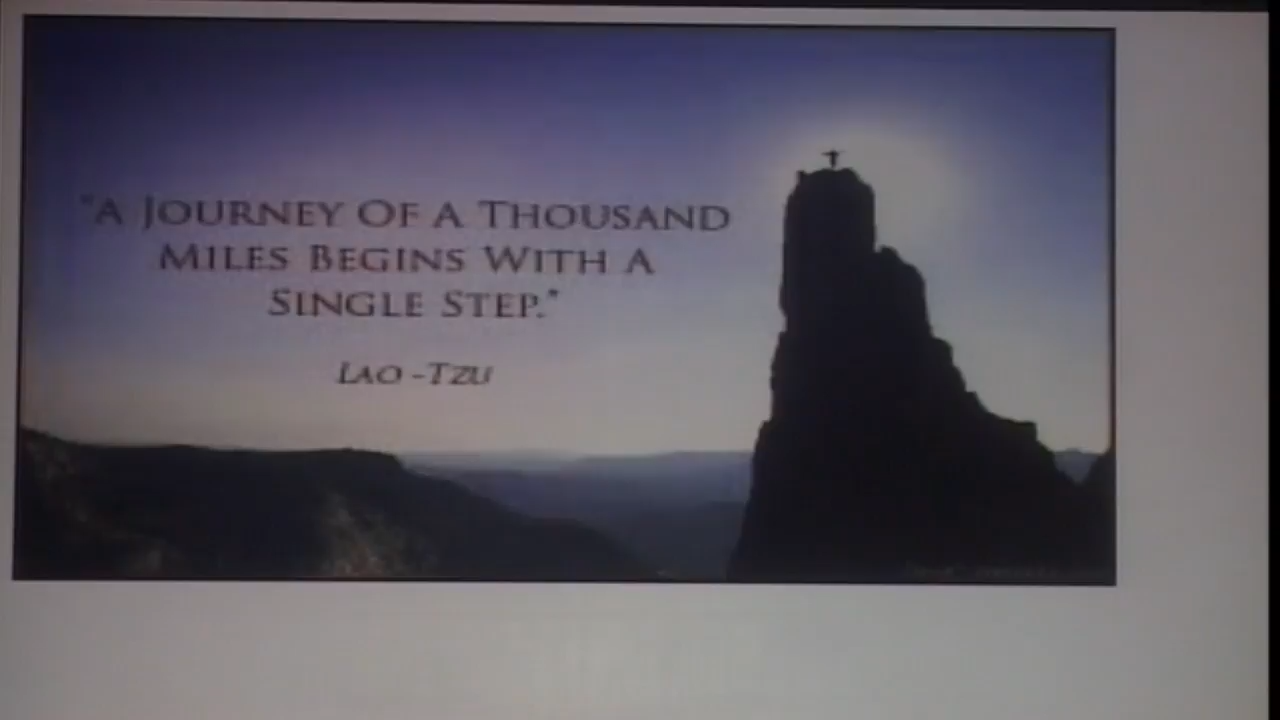 "A Journey Of A Thousand
Miles Begins With A
Single Step."
Lao -Tzu